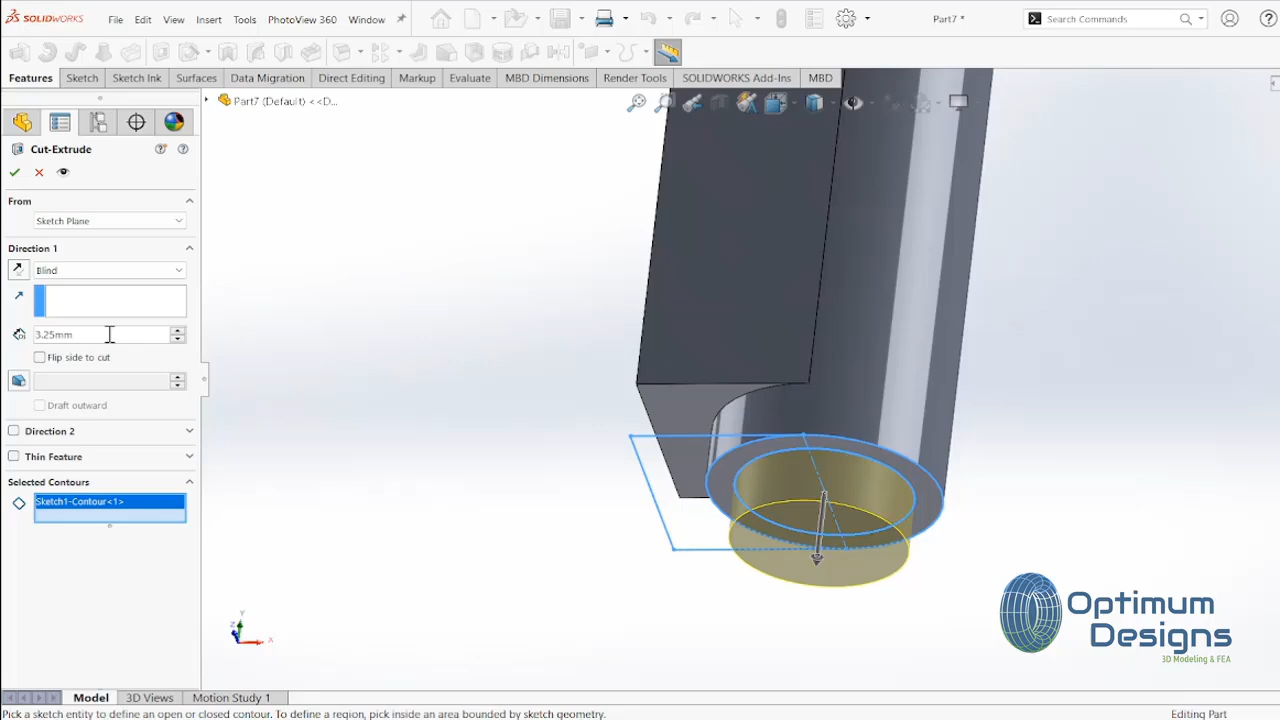 SOLIDWORKS File Edit View Insert Tools PhotoView 360 Window Part7 * Search Commands
Features Sketch Sketch Ink Surfaces Data Migration Direct Editing Markup Evaluate MBD Dimensions Render Tools SOLIDWORKS Add-Ins MBD
Part7 (Default) <<D...
Cut-Extrude
From
Sketch Plane
Direction 1
Blind
3.25mm
Flip side to cut
Draft outward
Direction 2
Thin Feature
Selected Contours
Sketch1-Contour<1>
Y
Z X
Optimum
Designs
3D Modeling & FEA
Model 3D Views Motion Study 1
Pick a sketch entity to define an open or closed contour. To define a region, pick inside an area bounded by sketch geometry. Editing Part